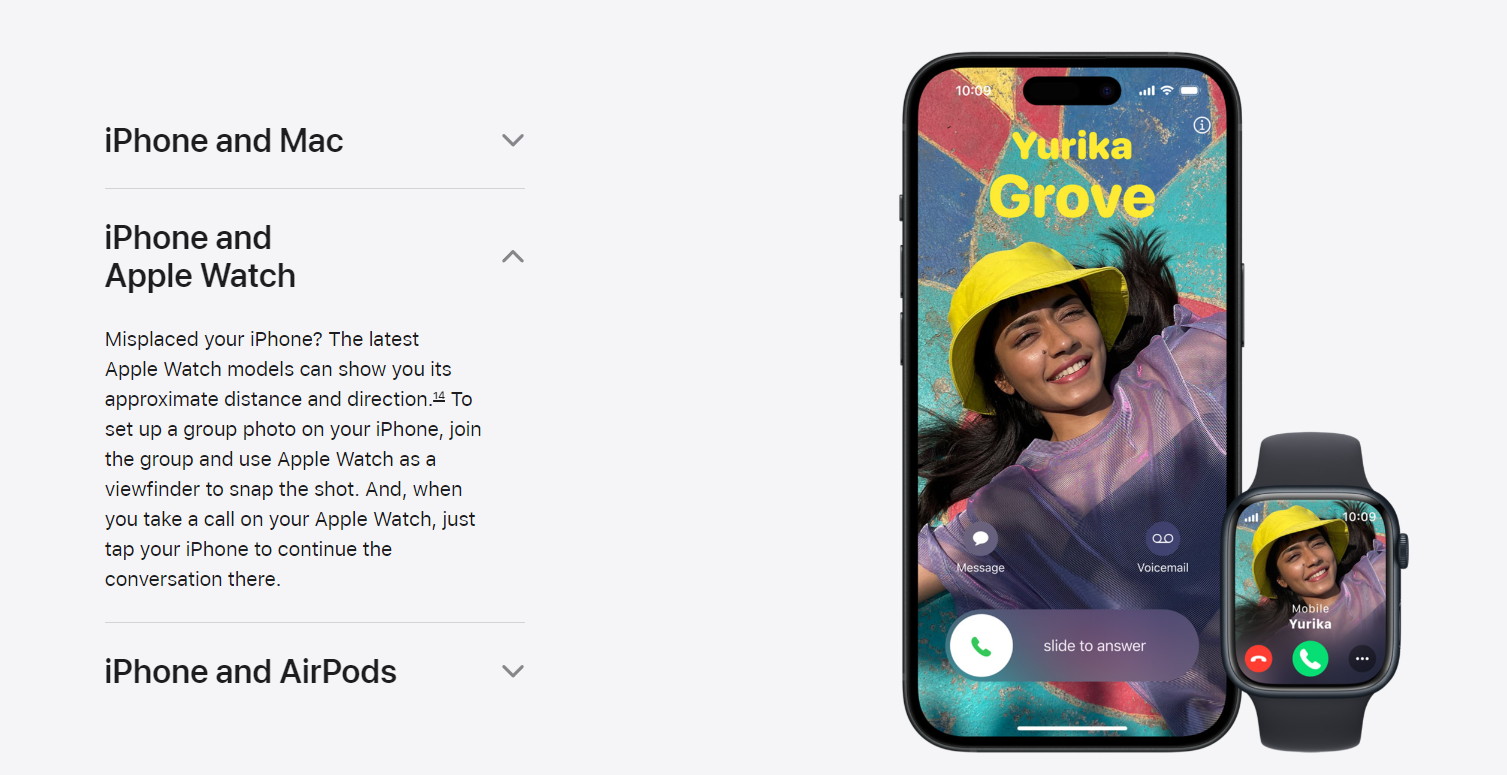 iPhone and Mac
iPhone and
Apple Watch
Misplaced your iPhone? The latest
Apple Watch models can show you its
approximate distance and direction.14 To
set up a group photo on your iPhone, join
the group and use Apple Watch as a
viewfinder to snap the shot. And, when
you take a call on your Apple Watch, just
tap your iPhone to continue the
conversation there.
iPhone and AirPods
10:09
Yurika
Grove
Message
Voicemail
slide to answer
10:09
Mobile
Yurika